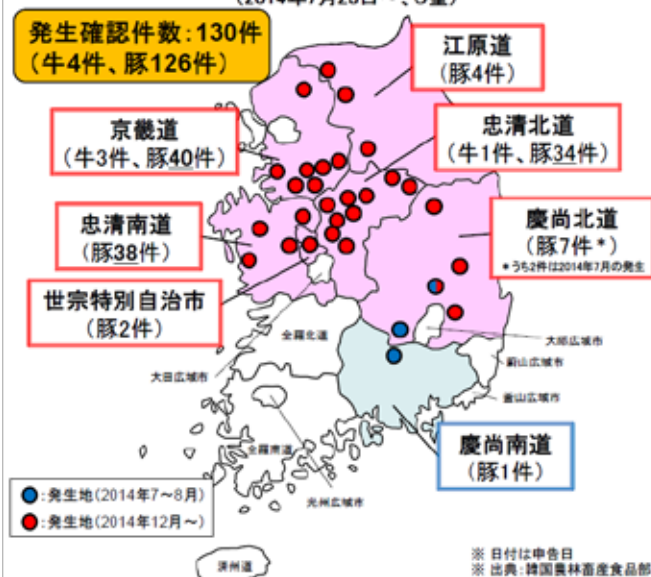 発生確認件数:130件
(牛4件、豚126件)
江原道
(豚4件)
京畿道
(牛3件、豚40件)
忠清北道
(牛1件、豚34件)
忠清南道
(豚38件)
慶尚北道
(豚7件*)
*うち2件は2014年7月の発生
世宗特別自治市
(豚2件)
全羅北道
大田広域市
大邱広域市
蔚山広域市
釜山広域市
慶尚南道
(豚1件)
全羅南道
光州広域市
済州道
:発生地(2014年7~8月)
:発生地(2014年12月~)
※ 日付は申告日
※ 出典:韓国農林畜産食品部